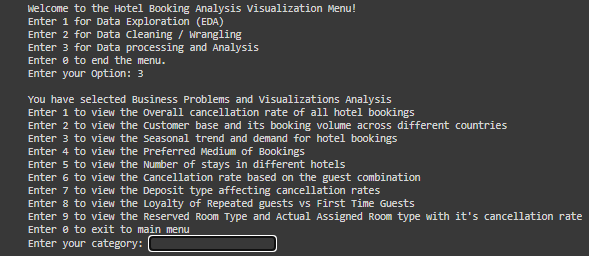 Welcome to the Hotel Booking Analysis Visualization Menu!
Enter 1 for Data Exploration (EDA)
Enter 2 for Data Cleaning / Wrangling
Enter 3 for Data processing and Analysis
Enter 0 to end the menu.
Enter your Option: 3
You have selected Business Problems and Visualizations Analysis
Enter 1 to view the Overall cancellation rate of all hotel bookings
Enter 2 to view the Customer base and its booking volume across different countries
Enter 3 to view the Seasonal trend and demand for hotel bookings
Enter 4 to view the Preferred Medium of Bookings
Enter 5 to view the Number of stays in different hotels
Enter 6 to view the Cancellation rate based on the guest combination
Enter 7 to view the Deposit type affecting cancellation rates
Enter 8 to view the Loyalty of Repeated guests vs First Time Guests
Enter 9 to view the Reserved Room Type and Actual Assigned Room type with it's cancellation rate
Enter 0 to exit to main menu
Enter your category: